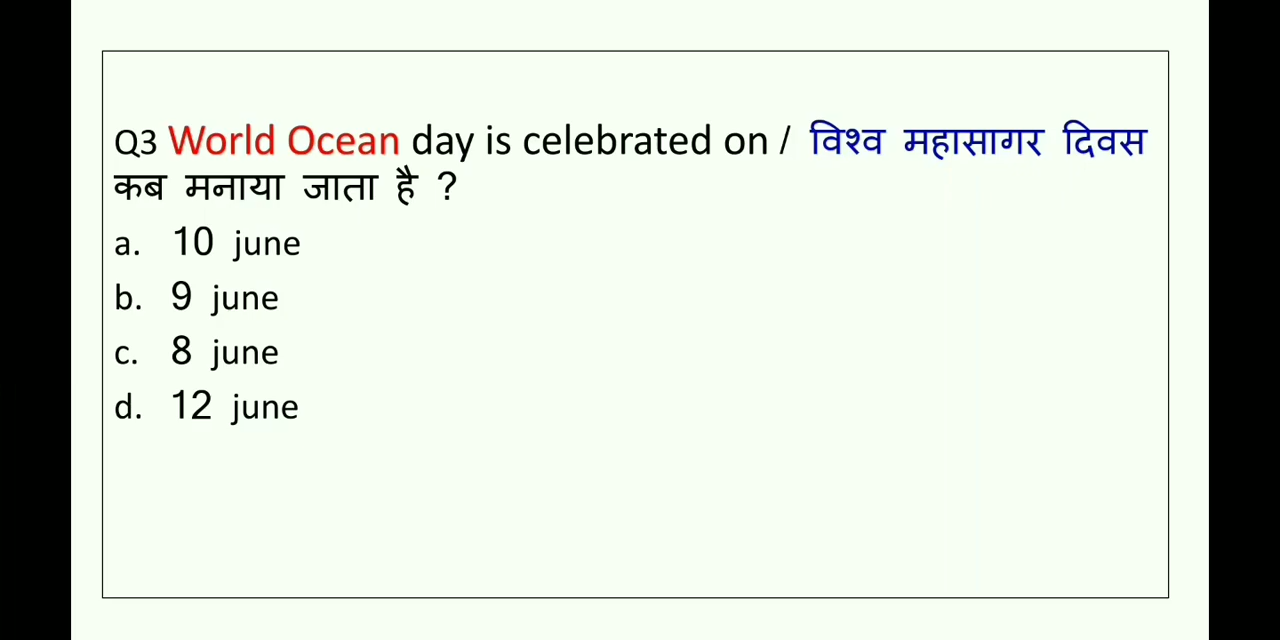 Q3 World Ocean day is celebrated on / विश्व महासागर दिवस
कब मनाया जाता है ?
a. 10 june
b. 9 june
c. 8 june
d. 12 june